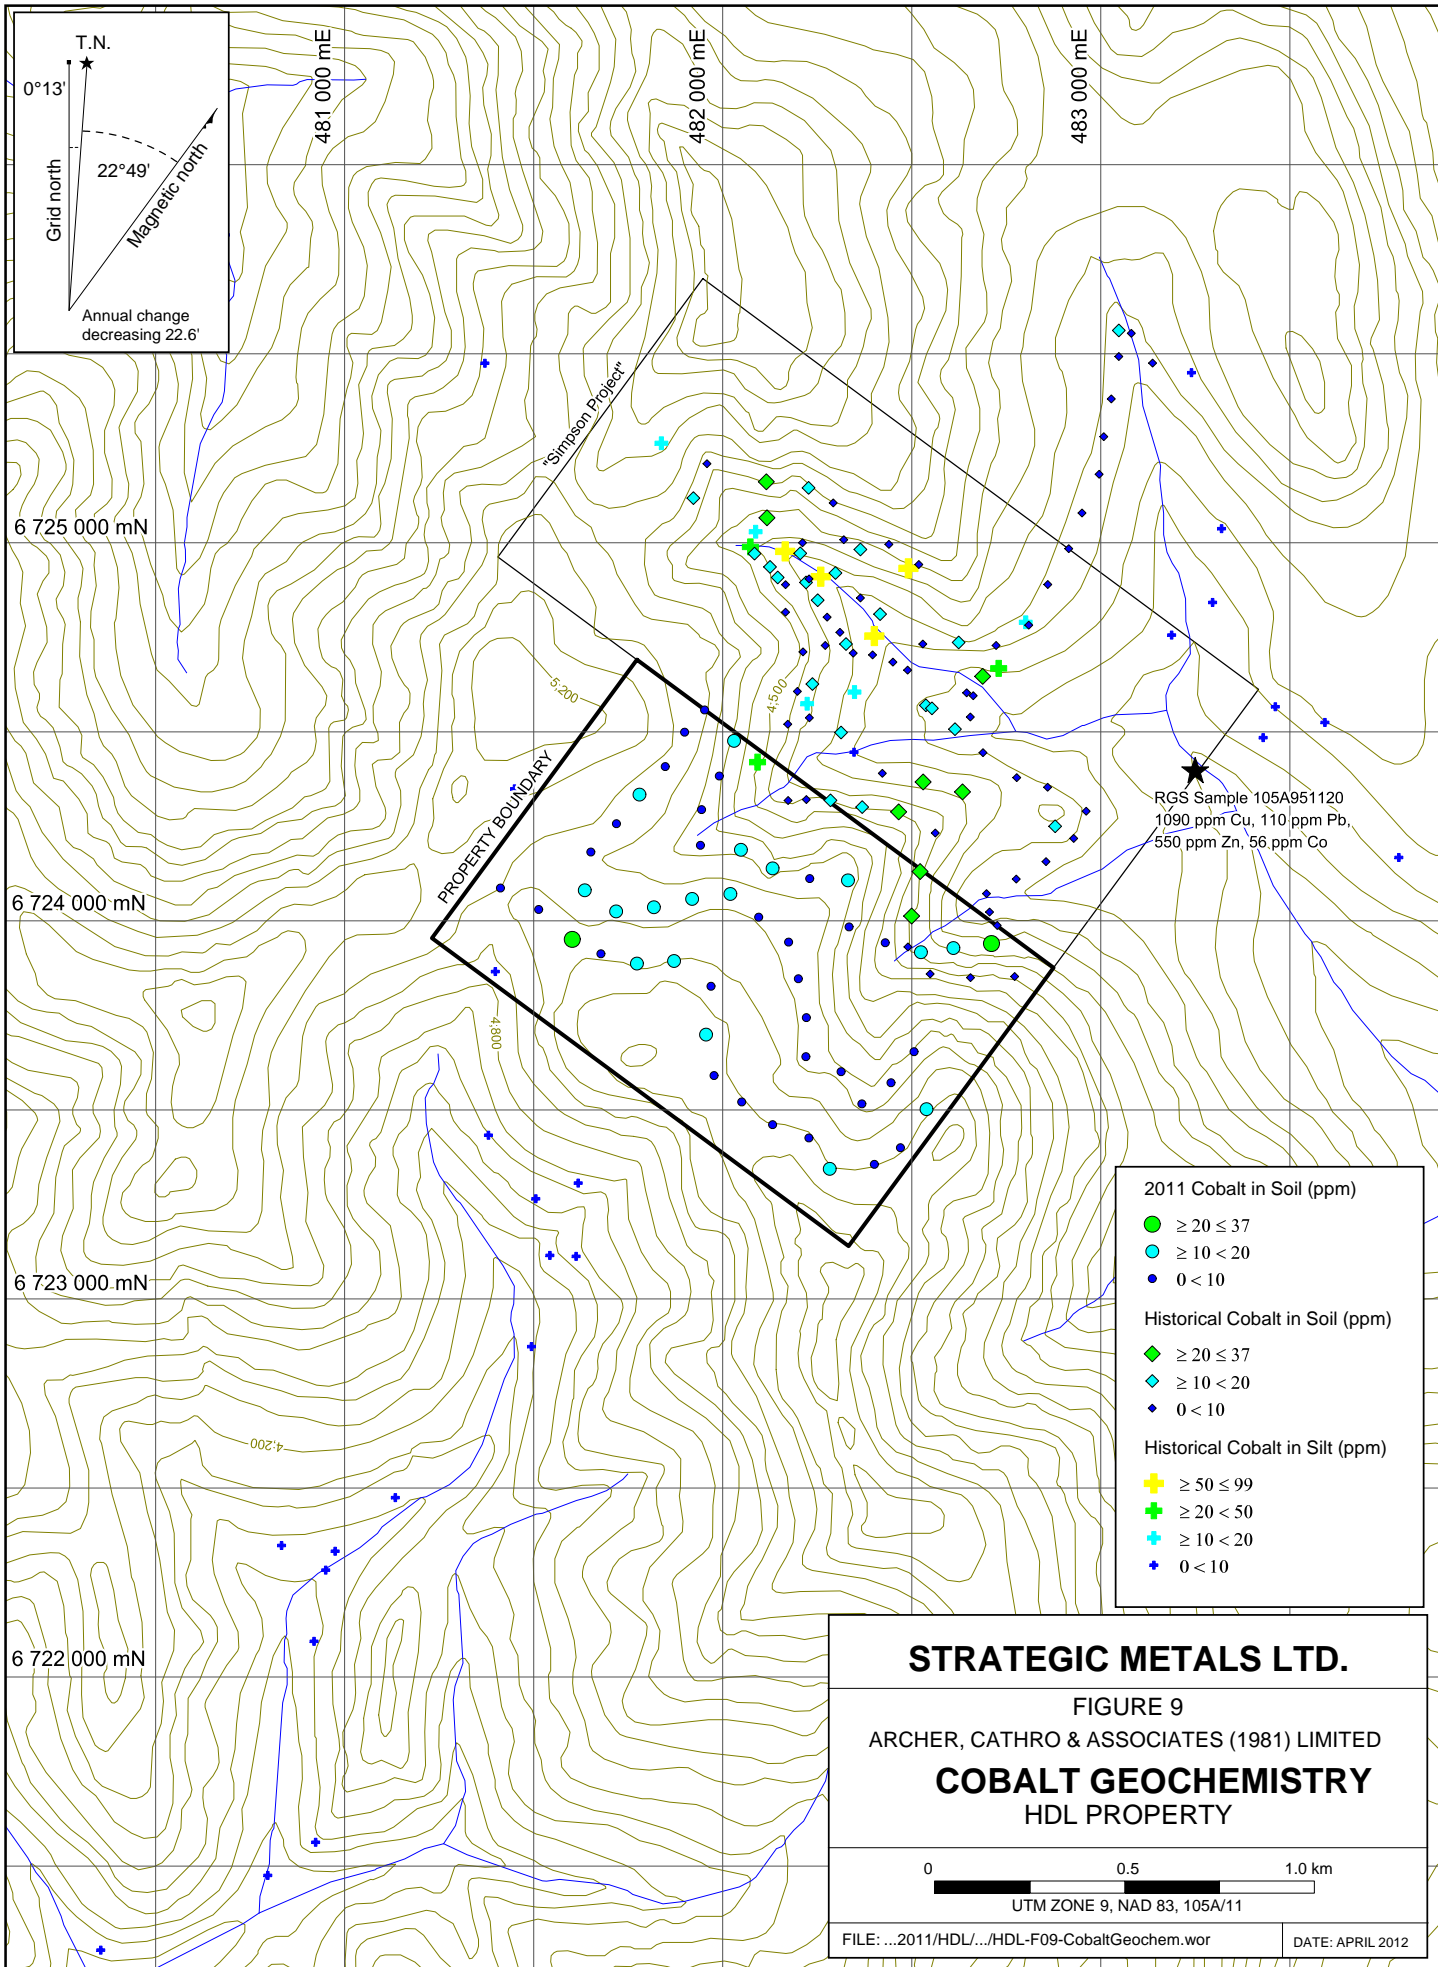 T.N.
0°13'
22°49'
Grid north
Magnetic north
Annual change
decreasing 22.6'
481 000 mE
482 000 mE
483 000 mE
"Simpson Project"
6 725 000 mN
5,200
4,500
PROPERTY BOUNDARY
RGS Sample 105A951120
1090 ppm Cu, 110 ppm Pb,
550 ppm Zn, 56 ppm Co
6 724 000 mN
4,800
6 723 000 mN
4,200
6 722 000 mN
2011 Cobalt in Soil (ppm)
≥ 20 ≤ 37
≥ 10 < 20
0 < 10
Historical Cobalt in Soil (ppm)
≥ 20 ≤ 37
≥ 10 < 20
0 < 10
Historical Cobalt in Silt (ppm)
≥ 50 ≤ 99
≥ 20 < 50
≥ 10 < 20
0 < 10
STRATEGIC METALS LTD.
FIGURE 9
ARCHER, CATHRO & ASSOCIATES (1981) LIMITED
COBALT GEOCHEMISTRY
HDL PROPERTY
0 0.5 1.0 km
UTM ZONE 9, NAD 83, 105A/11
FILE: ...2011/HDL/.../HDL-F09-CobaltGeochem.wor
DATE: APRIL 2012